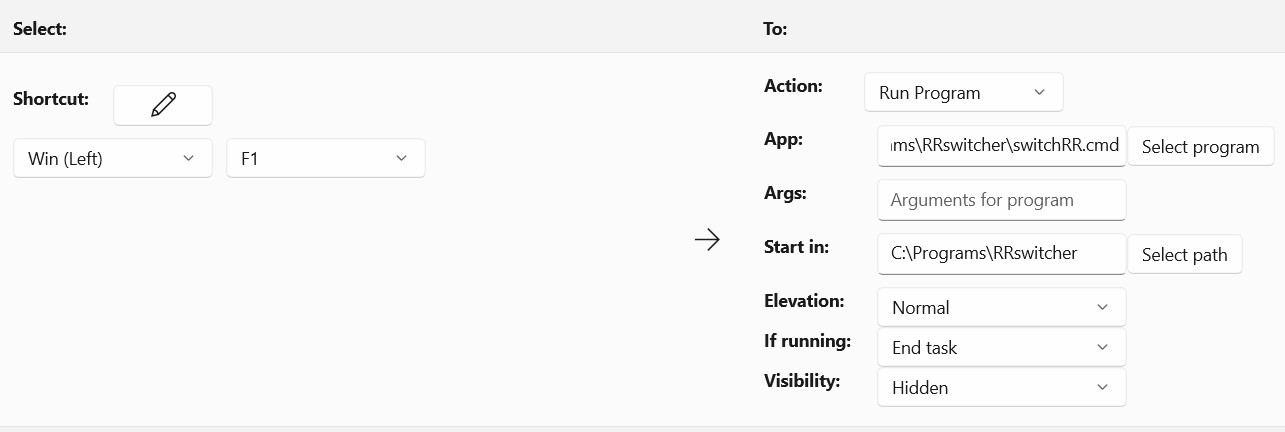 Select:
To:
Shortcut:
Win (Left)
F1
Action:
Run Program
App:
ms\RRswitcher\switchRR.cmd
Select program
Args:
Arguments for program
Start in:
C:\Programs\RRswitcher
Select path
Elevation:
Normal
If running:
End task
Visibility:
Hidden